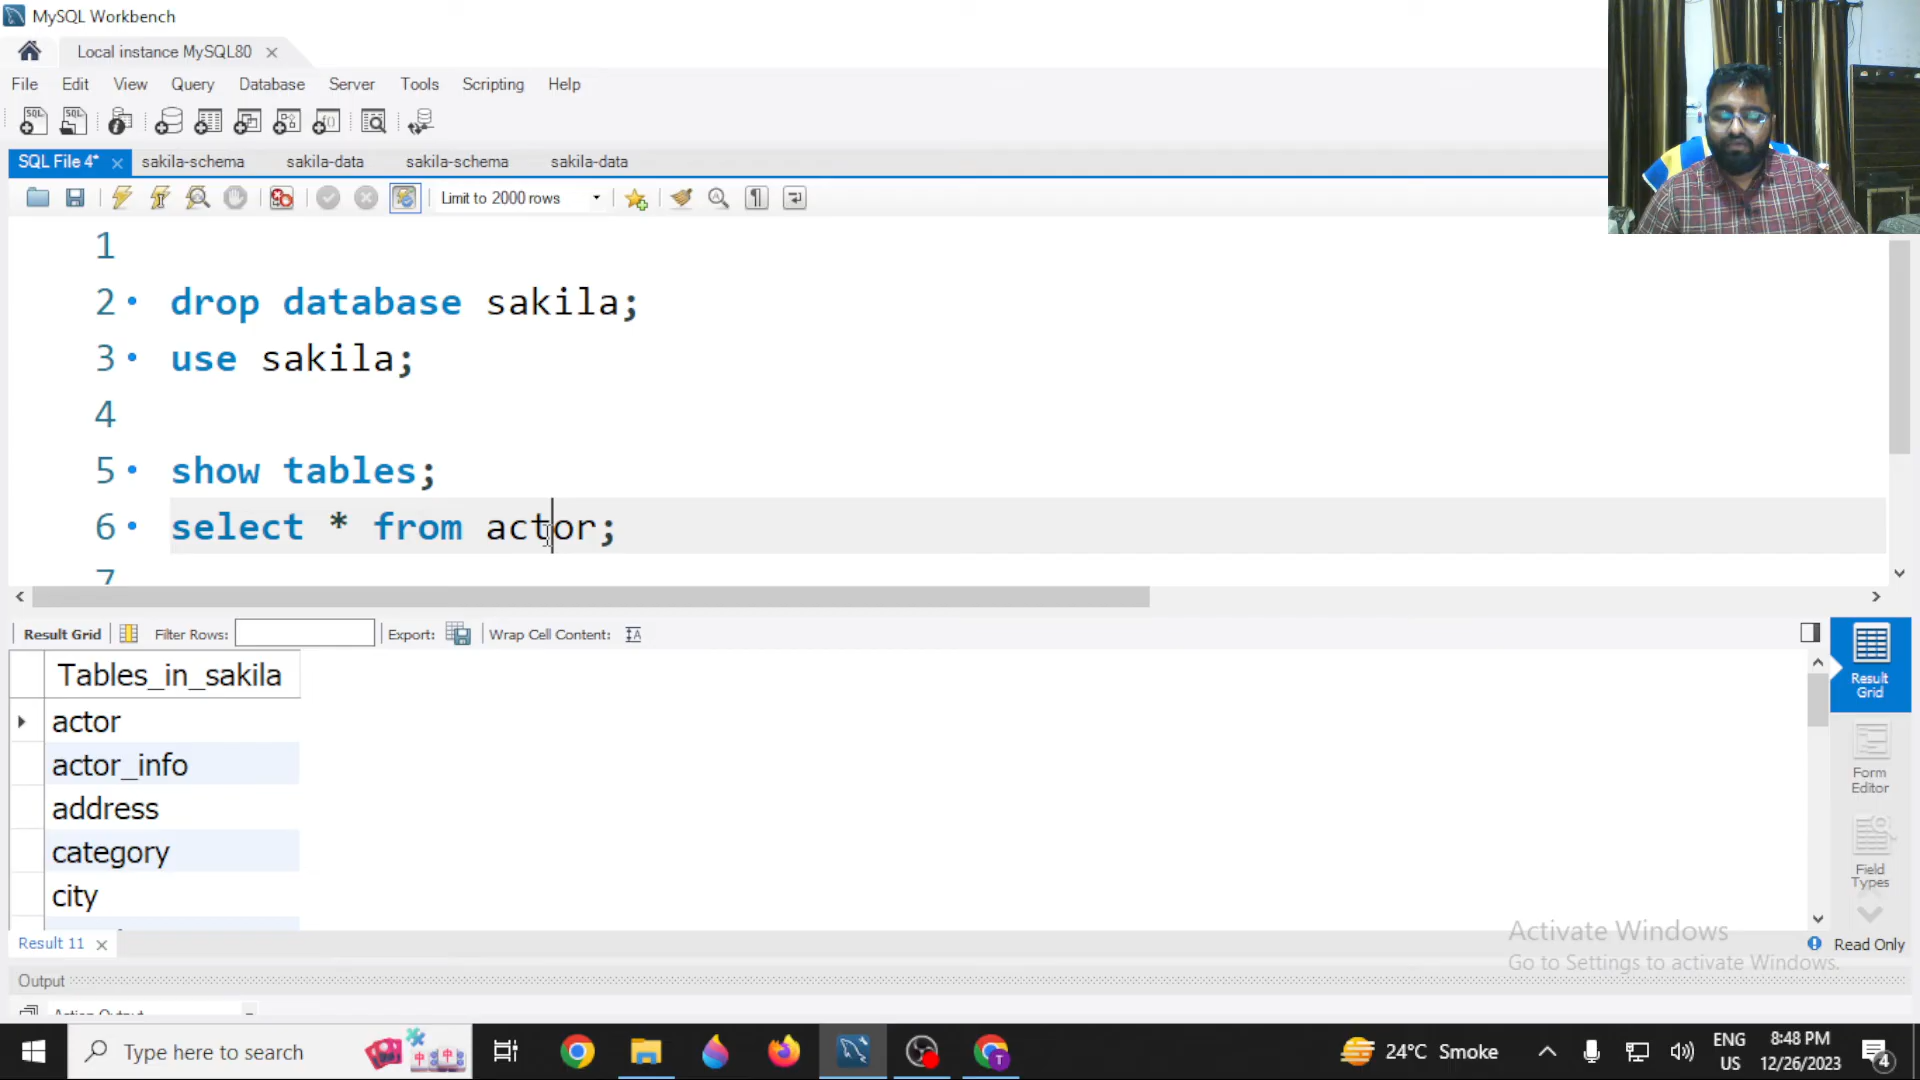 MySQL Workbench
Local instance MySQL80
File Edit View Query Database Server Tools Scripting Help
SQL File 4* sakila-schema sakila-data sakila-schema sakila-data
Limit to 2000 rows
1
2 drop database sakila;
3 use sakila;
4
5 show tables;
6 select * from actor;
7
Result Grid Filter Rows: Export: Wrap Cell Content:
Tables_in_sakila
actor
actor_info
address
category
city
Result Grid
Form Editor
Field Types
Result 11
Read Only
Activate Windows
Go to Settings to activate Windows.
Output
Action Output
Type here to search
24°C Smoke
ENG
US
8:48 PM
12/26/2023
4